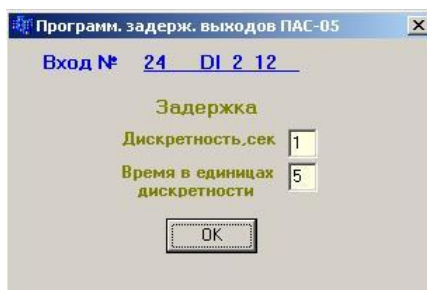 Программ. задерж. выходов ПАС-05
Вход № 24 DI 2 12
Задержка
Дискретность,сек 1
Время в единицах 5
дискретности
OK